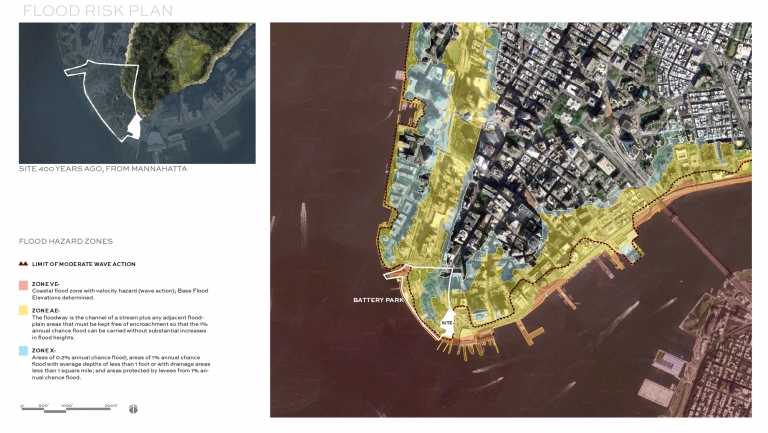 FLOOD RISK PLAN
SITE 400 YEARS AGO, FROM MANNAHATTA
FLOOD HAZARD ZONES
LIMIT OF MODERATE WAVE ACTION
ZONE VE-
Coastal flood zone with velocity hazard (wave action); Base Flood
Elevations determined.
ZONE AE-
The floodway is the channel of a stream plus any adjacent flood-
plain areas that must be kept free of encroachment so that the 1%
annual chance flood can be carried without substantial increases
in flood heights.
ZONE X-
Areas of 0.2% annual chance flood; areas of 1% annual chance
flood with average depths of less than 1 foot or with drainage areas
less than 1 square mile; and areas protected by levees from 1% an-
nual chance flood.
0' 500' 1000' 2000'
BATTERY PARK
SITE